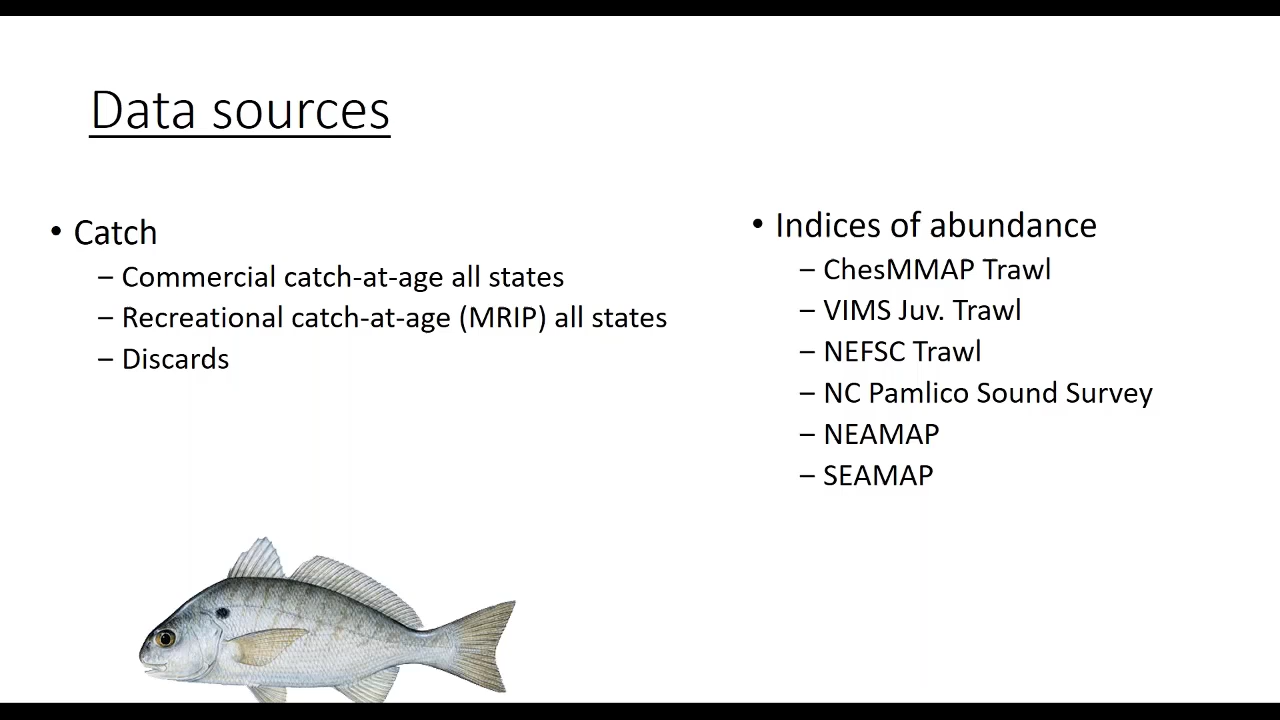 Data sources
• Catch
– Commercial catch-at-age all states
– Recreational catch-at-age (MRIP) all states
– Discards
• Indices of abundance
– ChesMMAP Trawl
– VIMS Juv. Trawl
– NEFSC Trawl
– NC Pamlico Sound Survey
– NEAMAP
– SEAMAP